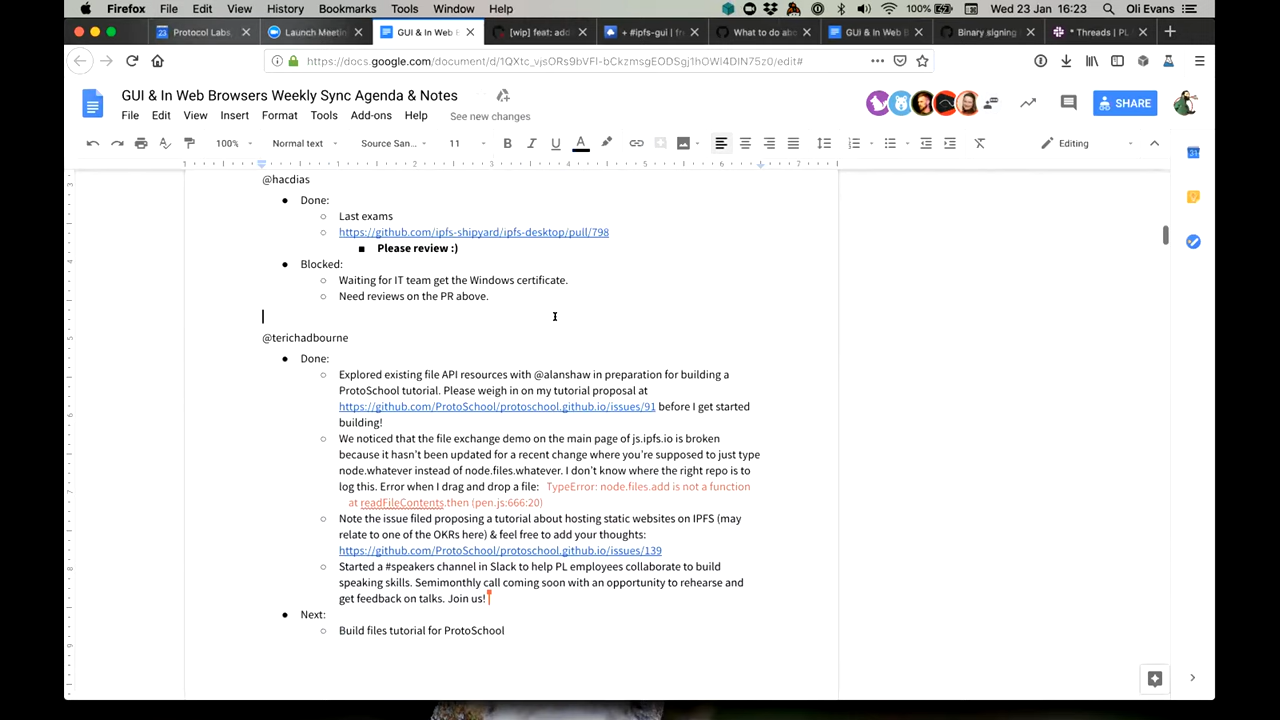 Firefox File Edit View History Bookmarks Tools Window Help 100% Wed 23 Jan 16:23 Oli Evans
Protocol Labs Launch Meetin GUI & In Web B [wip] feat: add + #ipfs-gui | fr What to do abo GUI & In Web B Binary signing * Threads | PL
https://docs.google.com/document/d/1QXtc_vjsORs9bVFI-bCkzmsgEODSgj1hOWl4DIN75z0/edit#
GUI & In Web Browsers Weekly Sync Agenda & Notes
File Edit View Insert Format Tools Add-ons Help See new changes
SHARE
100% Normal text Source San... 11 B I U A Editing
@hacdias
● Done:
○ Last exams
○ https://github.com/ipfs-shipyard/ipfs-desktop/pull/798
■ Please review :)
● Blocked:
○ Waiting for IT team get the Windows certificate.
○ Need reviews on the PR above.
@terichadbourne
● Done:
○ Explored existing file API resources with @alanshaw in preparation for building a
ProtoSchool tutorial. Please weigh in on my tutorial proposal at
https://github.com/ProtoSchool/protoschool.github.io/issues/91 before I get started
building!
○ We noticed that the file exchange demo on the main page of js.ipfs.io is broken
because it hasn't been updated for a recent change where you're supposed to just type
node.whatever instead of node.files.whatever. I don't know where the right repo is to
log this. Error when I drag and drop a file: TypeError: node.files.add is not a function
at readFileContents.then (pen.js:666:20)
○ Note the issue filed proposing a tutorial about hosting static websites on IPFS (may
relate to one of the OKRs here) & feel free to add your thoughts:
https://github.com/ProtoSchool/protoschool.github.io/issues/139
○ Started a #speakers channel in Slack to help PL employees collaborate to build
speaking skills. Semimonthly call coming soon with an opportunity to rehearse and
get feedback on talks. Join us!
● Next:
○ Build files tutorial for ProtoSchool